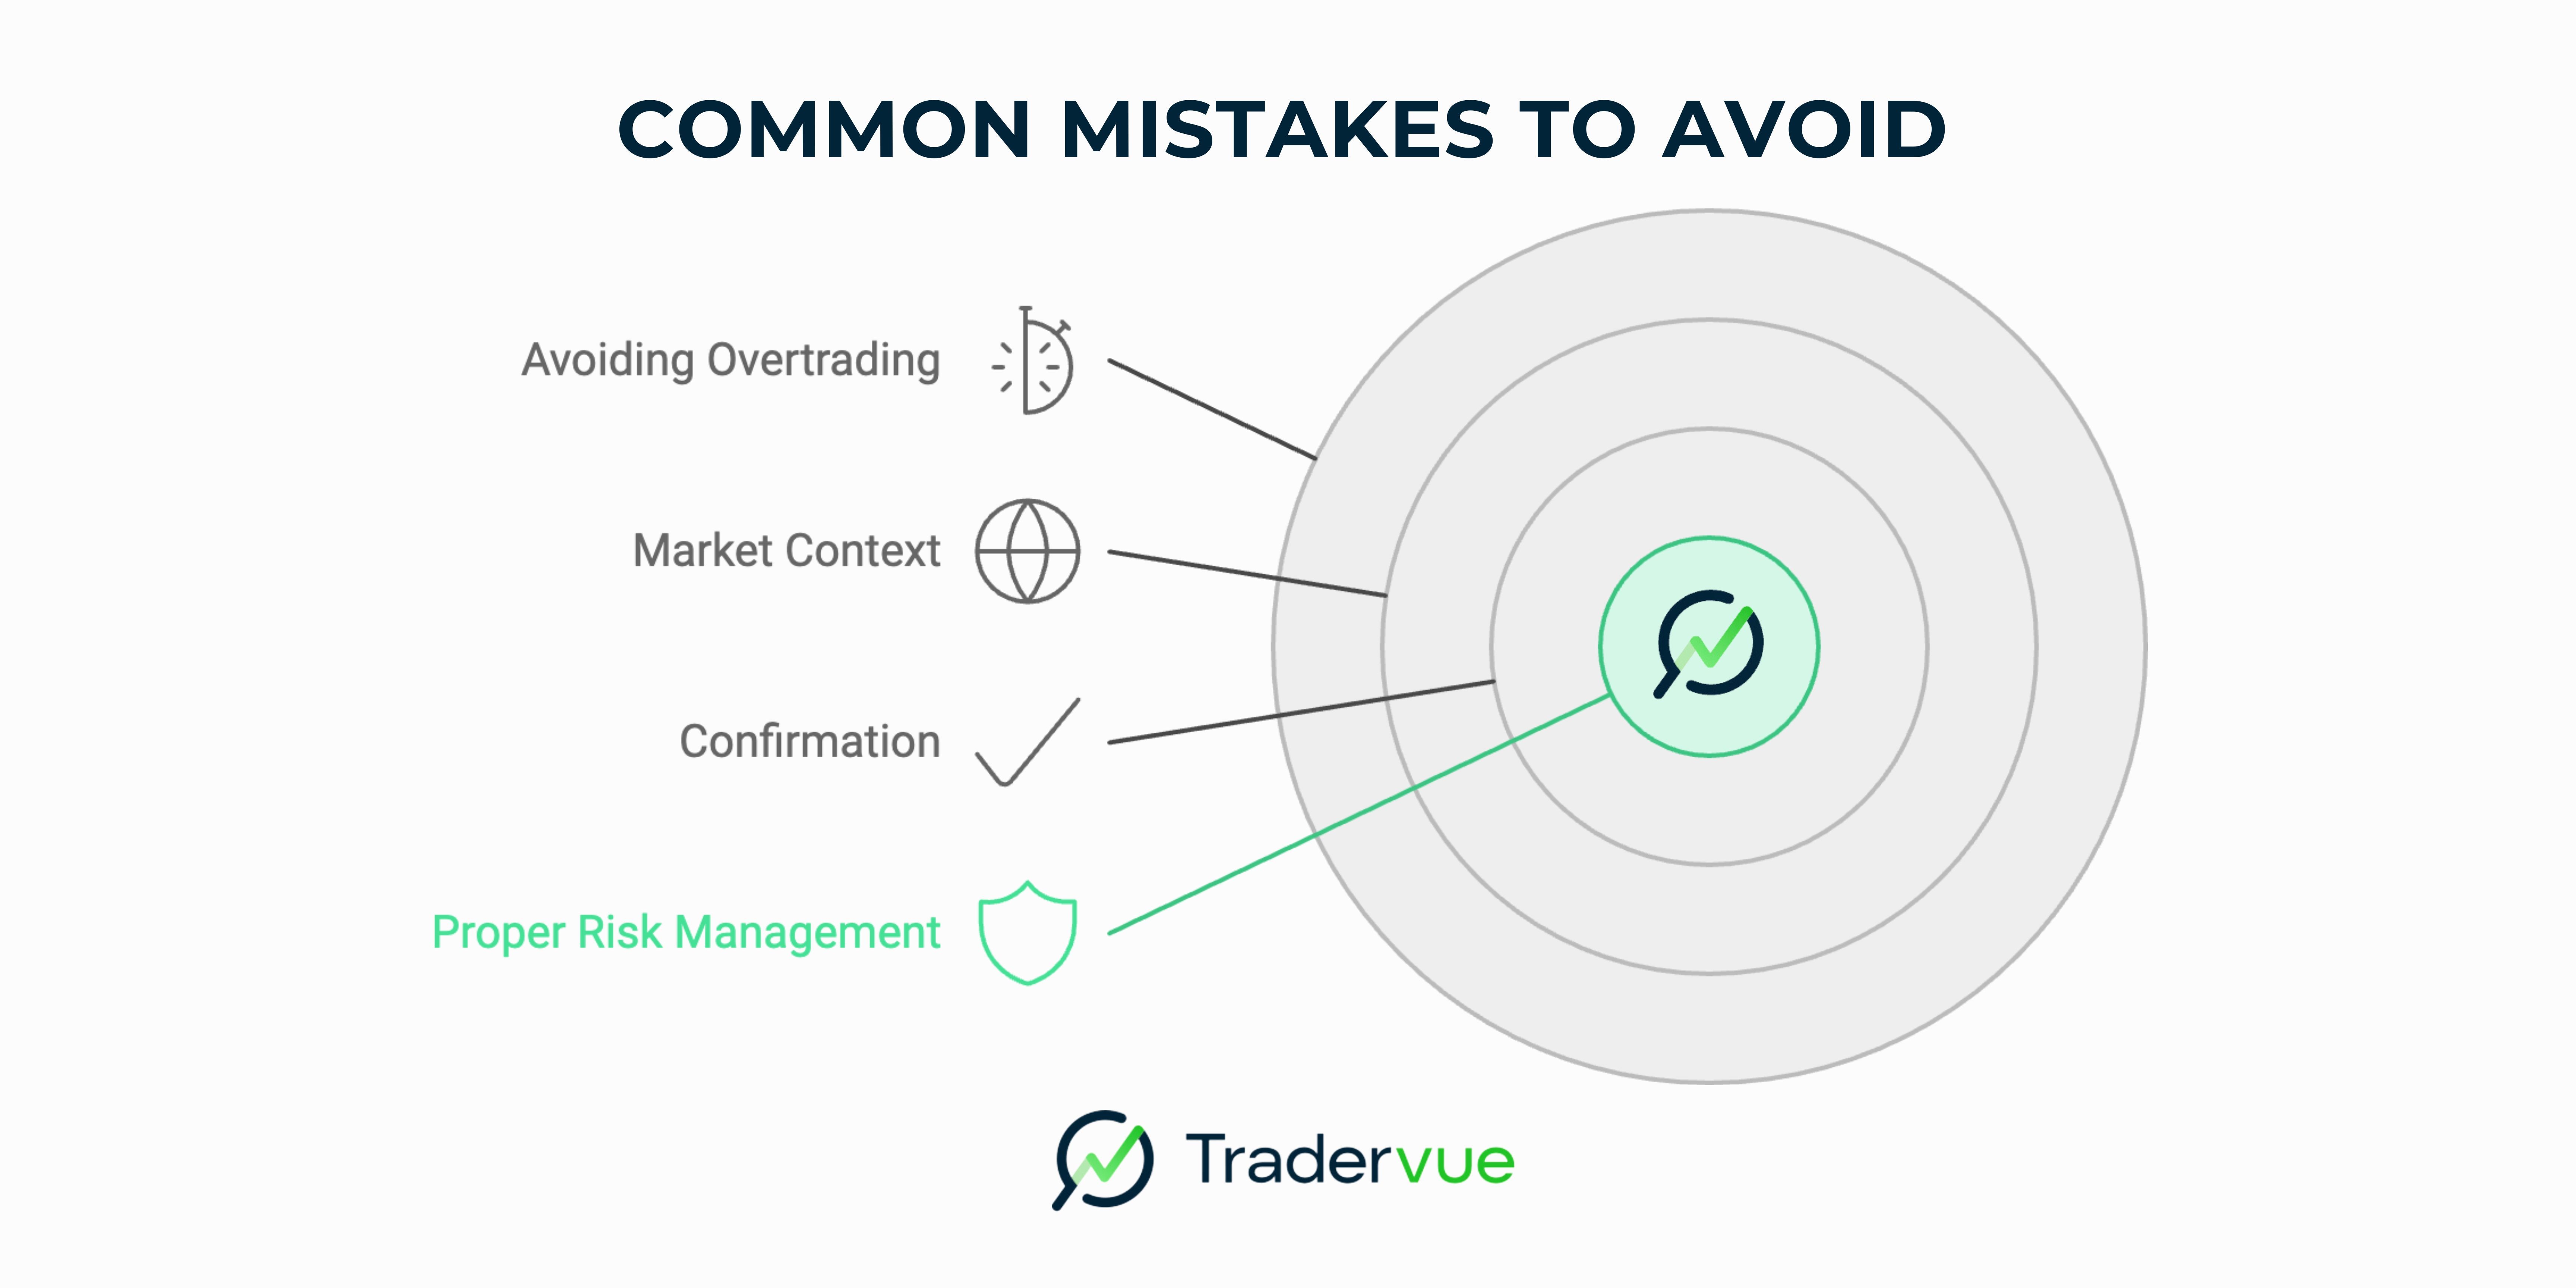 COMMON MISTAKES TO AVOID
Avoiding Overtrading
Market Context
Confirmation
Proper Risk Management
Tradervue